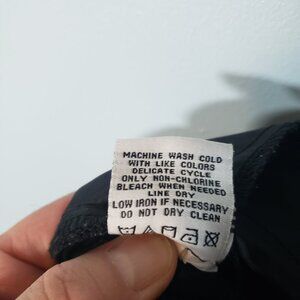 MACHINE WASH COLD
WITH LIKE COLORS
DELICATE CYCLE
ONLY NON-CHLORINE
BLEACH WHEN NEEDED
LINE DRY
LOW IRON IF NECESSARY
DO NOT DRY CLEAN